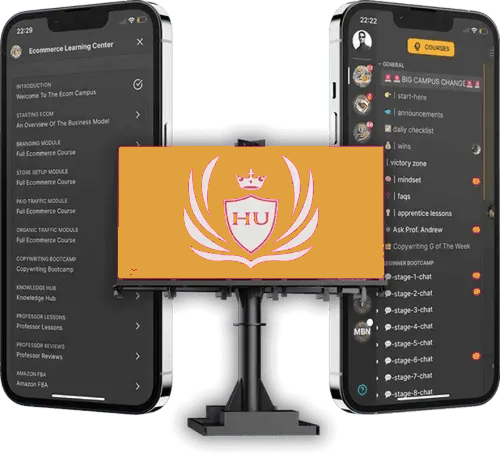 22:29
Ecommerce Learning Center
INTRODUCTION
Welcome To The Ecom Campus
STARTING ECOM
An Overview Of The Business Model
BRANDING MODULE
Full Ecommerce Course
STORE SETUP MODULE
Full Ecommerce Course
PAID TRAFFIC MODULE
Full Ecommerce Course
ORGANIC TRAFFIC MODULE
Full Ecommerce Course
COPYWRITING BOOTCAMP
Copywriting Bootcamp
KNOWLEDGE HUB
Knowledge Hub
PROFESSOR LESSONS
Professor Lessons
PROFESSOR REVIEWS
Professor Reviews
AMAZON FBA
Amazon FBA
HU
22:22
COURSES
GENERAL
BIG CAMPUS CHANGE
| start-here
| announcements
daily checklist
| wins
victory zone
| mindset
| faqs
| apprentice lessons
Ask Prof. Andrew
Copywriting G of The Week
EGINNER BOOTCAMP
-stage-1-chat
-stage-2-chat
-stage-3-chat
-stage-4-chat
-stage-5-chat
-stage-6-chat
-stage-7-chat
-stage-8-chat
MBN